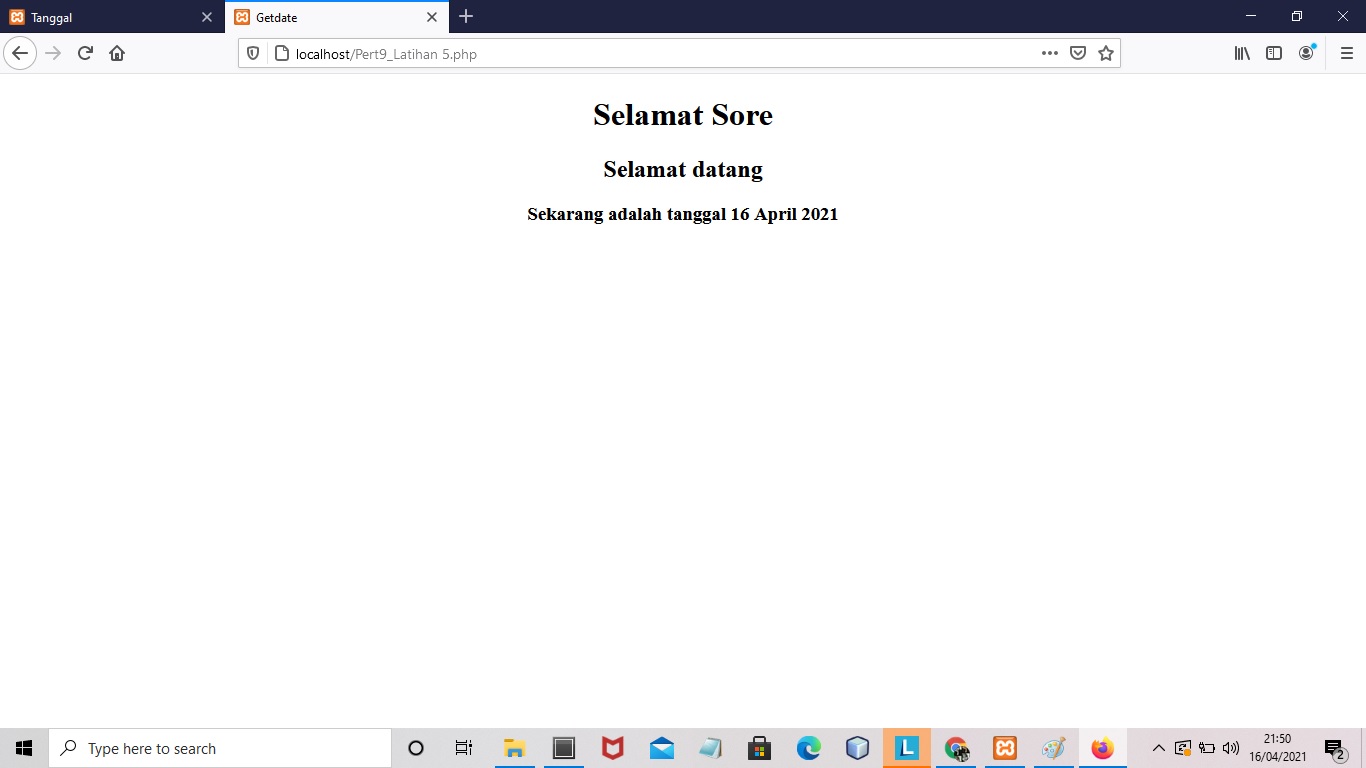 Tanggal
Getdate
localhost/Pert9_Latihan 5.php
Selamat Sore
Selamat datang
Sekarang adalah tanggal 16 April 2021
Type here to search
L
21:50
16/04/2021
2